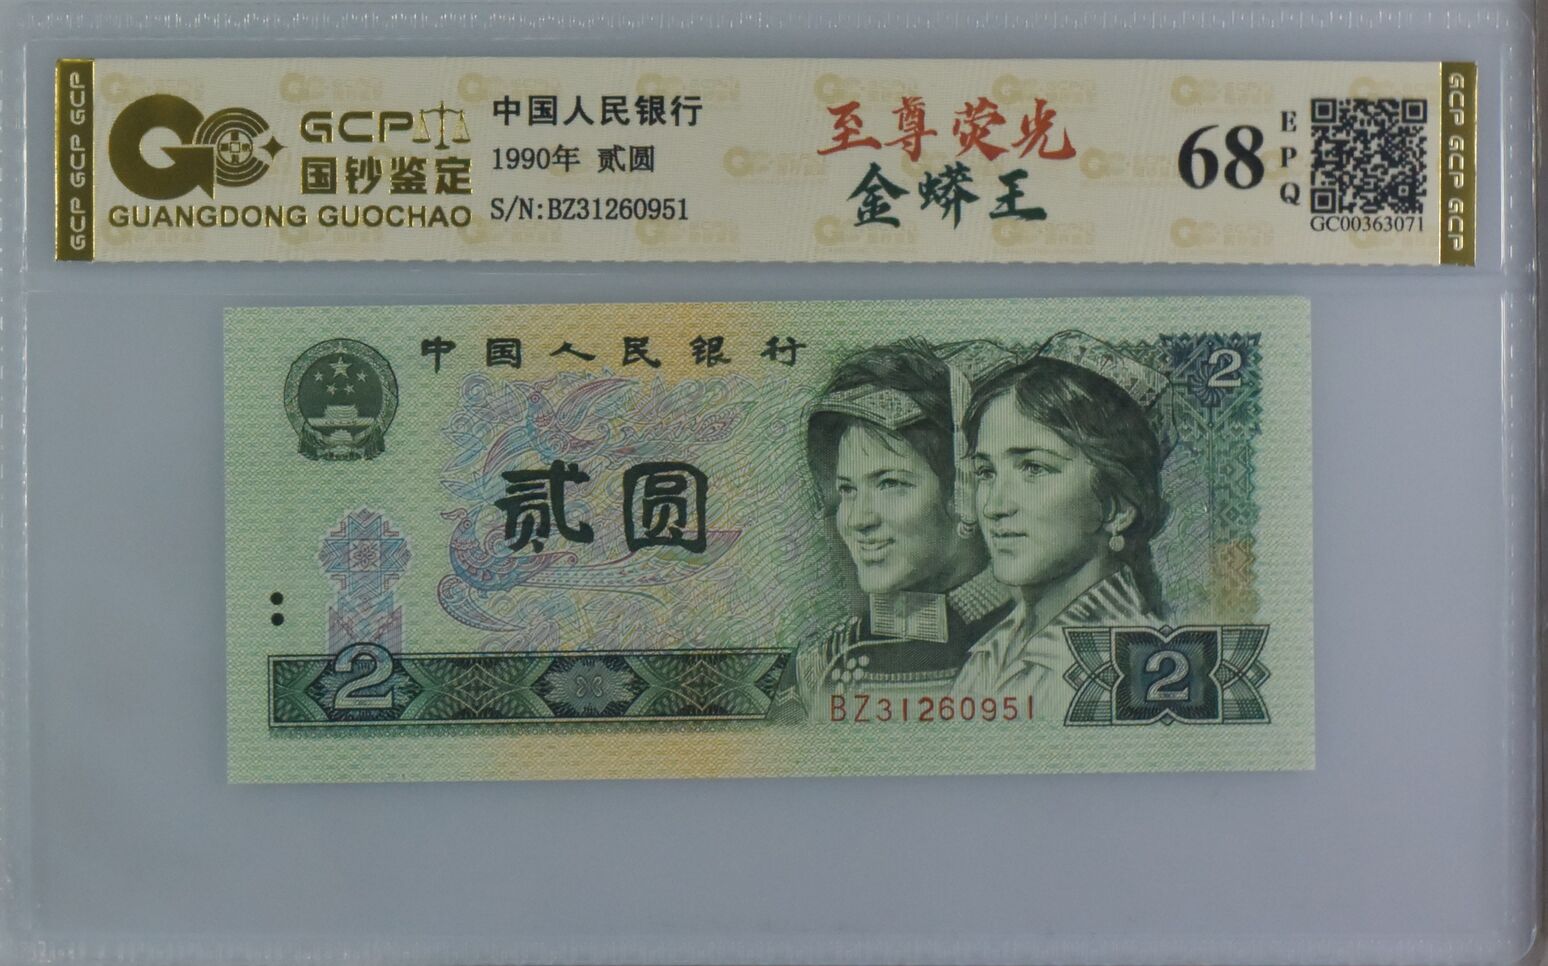 GCP GCP GCP
GCP
国钞鉴定
GUANGDONG GUOCHAO
中国人民银行
1990年 贰圆
S/N:BZ31260951
至尊荧光
金蟒王
68
EPQ
GC00363071
GCP GCP GCP
中国人民银行
2
贰圆
2
BZ31260951
2